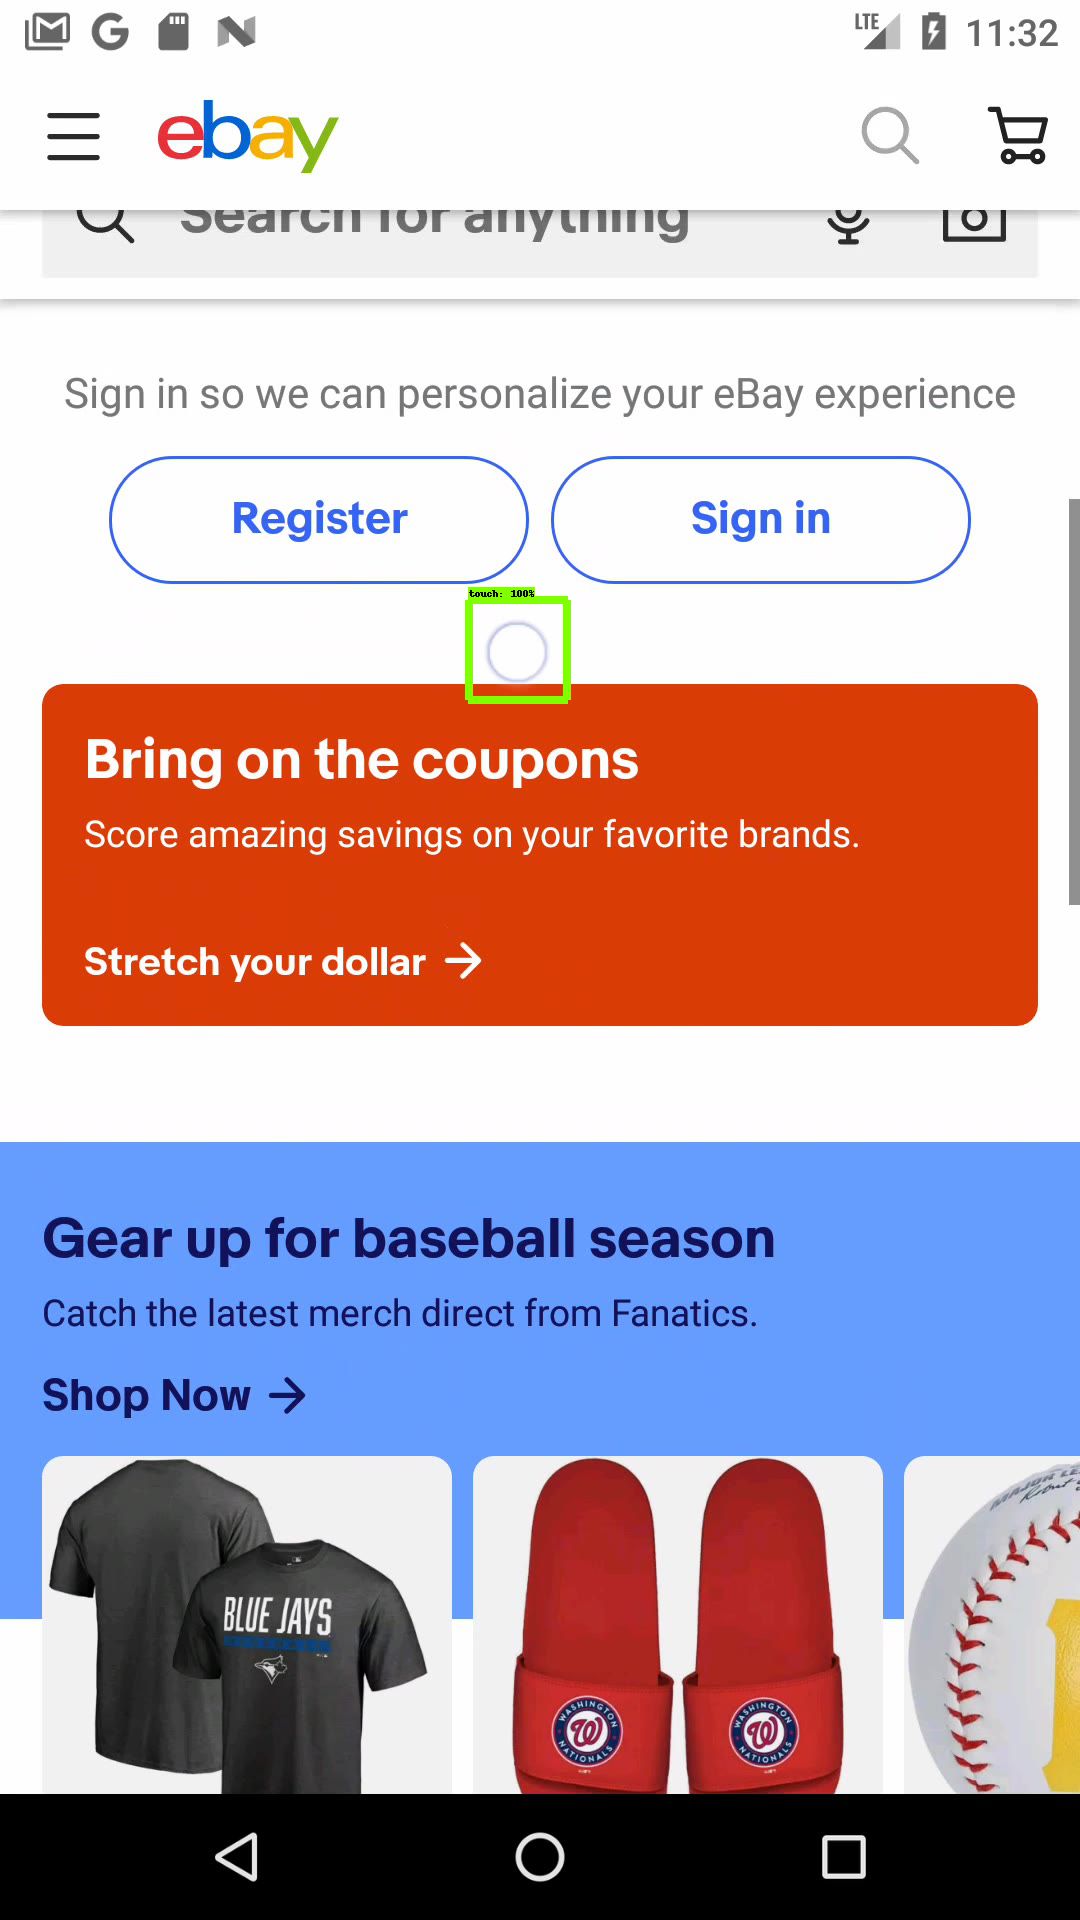 LTE 11:32
ebay
Search for anything
Sign in so we can personalize your eBay experience
Register Sign in
touch: 100%
Bring on the coupons
Score amazing savings on your favorite brands.
Stretch your dollar
Gear up for baseball season
Catch the latest merch direct from Fanatics.
Shop Now
MAJOR LE
BLUE JAYS
WASHINGTON W NATIONALS
WASHINGTON W NATIONALS